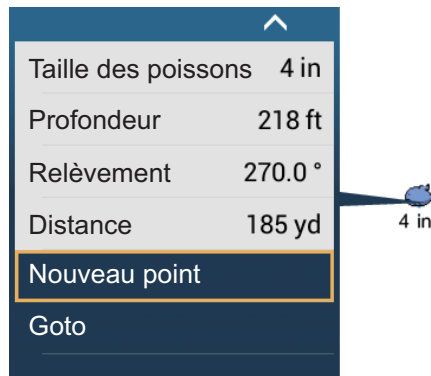 Taille des poissons 4 in
Profondeur 218 ft
Relèvement 270.0 °
Distance 185 yd
4 in
Nouveau point
Goto